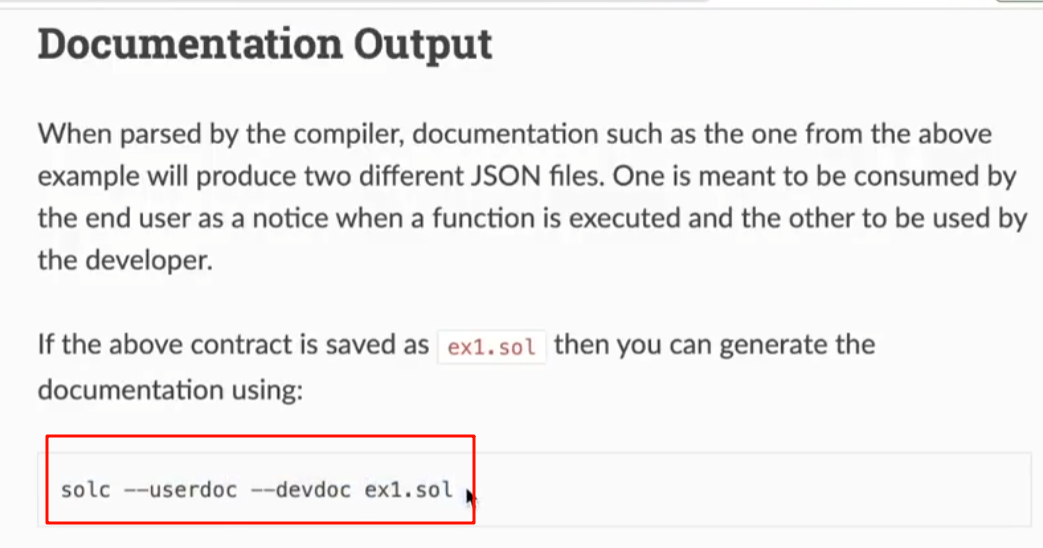 Documentation Output
When parsed by the compiler, documentation such as the one from the above
example will produce two different JSON files. One is meant to be consumed by
the end user as a notice when a function is executed and the other to be used by
the developer.
If the above contract is saved as ex1.sol then you can generate the
documentation using:
solc --userdoc --devdoc ex1.sol